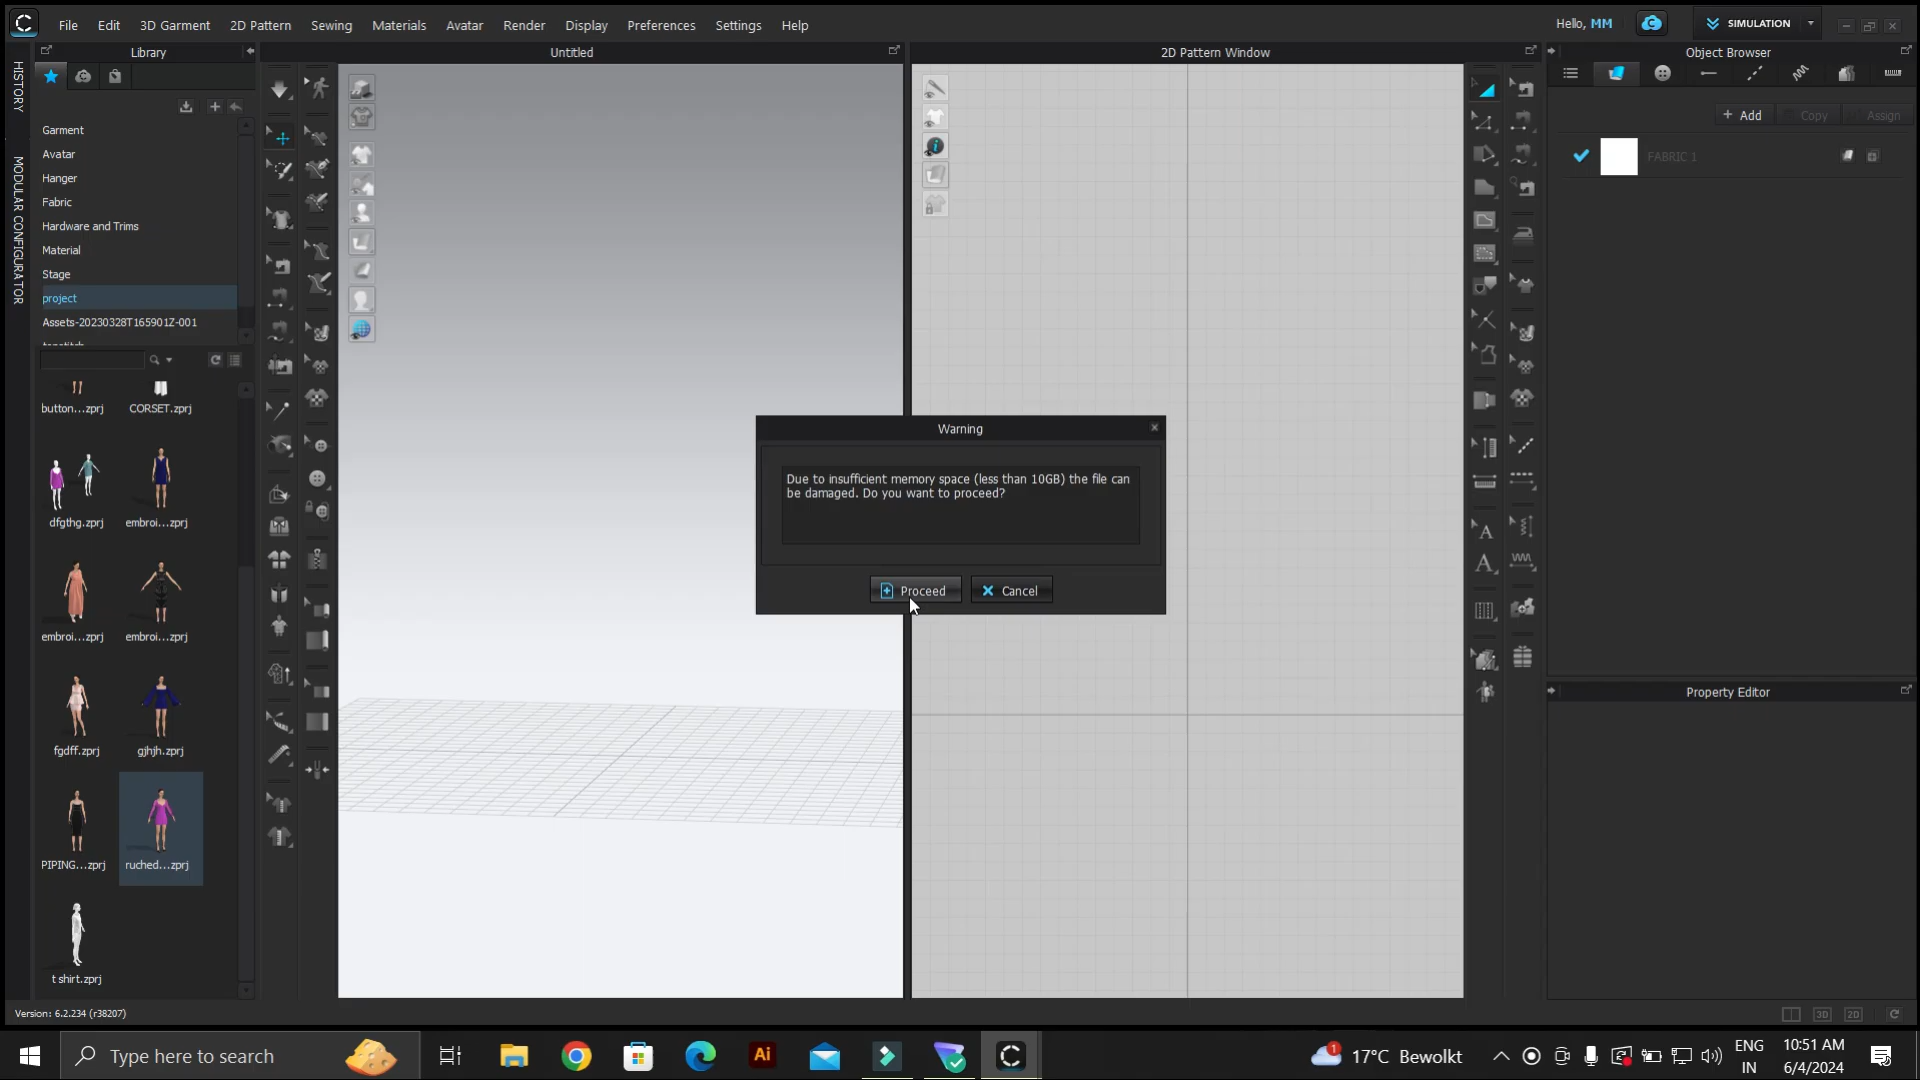 File Edit 3D Garment 2D Pattern Sewing Materials Avatar Render Display Preferences Settings Help
Hello, MM
SIMULATION
Library
Untitled
2D Pattern Window
Object Browser
HISTORY
MODULAR CONFIGURATOR
Garment
Avatar
Hanger
Fabric
Hardware and Trims
Material
Stage
project
Assets-20230328T165901Z-001
+ Add
Copy
Assign
FABRIC 1
button...zprj
CORSET.zprj
dfgthg.zprj
embroi...zprj
embroi...zprj
embroi...zprj
fgdff.zprj
gjhjh.zprj
PIPING...zprj
ruched...zprj
t shirt.zprj
Warning
Due to insufficient memory space (less than 10GB) the file can
be damaged. Do you want to proceed?
Proceed
Cancel
Property Editor
Version: 6.2.234 (r38207)
3D
2D
Type here to search
Ai
1
17°C Bewolkt
ENG
IN
10:51 AM
6/4/2024